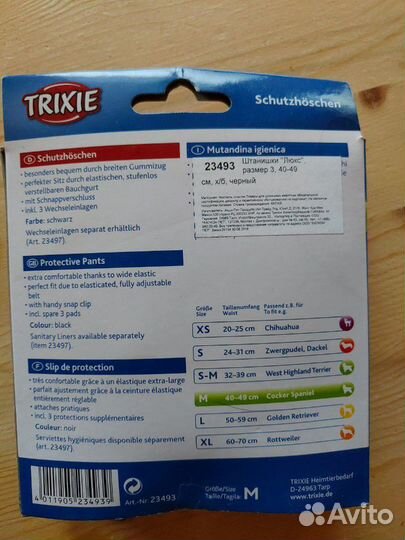 TRIXIE
Schutzhöschen
D Schutzhöschen
• besonders bequem durch breiten Gummizug
• perfekter Sitz durch elastischen, stufenlos
verstellbaren Bauchgurt
• mit Schnappverschluss
• inkl. 3 Wechseleinlagen
Farbe: schwarz
Wechseleinlagen separat erhältlich
(Art. 23497).
GB Protective Pants
• extra comfortable thanks to wide elastic
• perfect fit due to elasticated, fully adjustable
belt
• with handy snap clip
• incl. spare 3 pads
Colour: black
Sanitary Liners available separately
(item 23497).
F Slip de protection
• très confortable grâce à un élastique extra-large
• parfait ajustement grâce à la ceinture élastique
entièrement réglable
• attaches pratiques
• incl. 3 protections supplémentaires
Couleur: noir
Serviettes hygiéniques disponible séparement
(art. 23497).
I Mutandina igienica
23493 Штанишки "Люкс",
размер 3, 40-49
см, х/б, черный
Größe Taillenumfang Passend z.B. für
Size Waist To fit e.g.
XS 20–25 cm Chihuahua
S 24–31 cm Zwergpudel, Dackel
S-M 32–39 cm West Highland Terrier
M 40–49 cm Cocker Spaniel
L 50–59 cm Golden Retriever
XL 60–70 cm Rottweiler
4 011905 234939
Art.-Nr. 23493
Größe/Size
Taille/Taglia: M
TRIXIE Heimtierbedarf
D-24963 Tarp
www.trixie.de
Avito